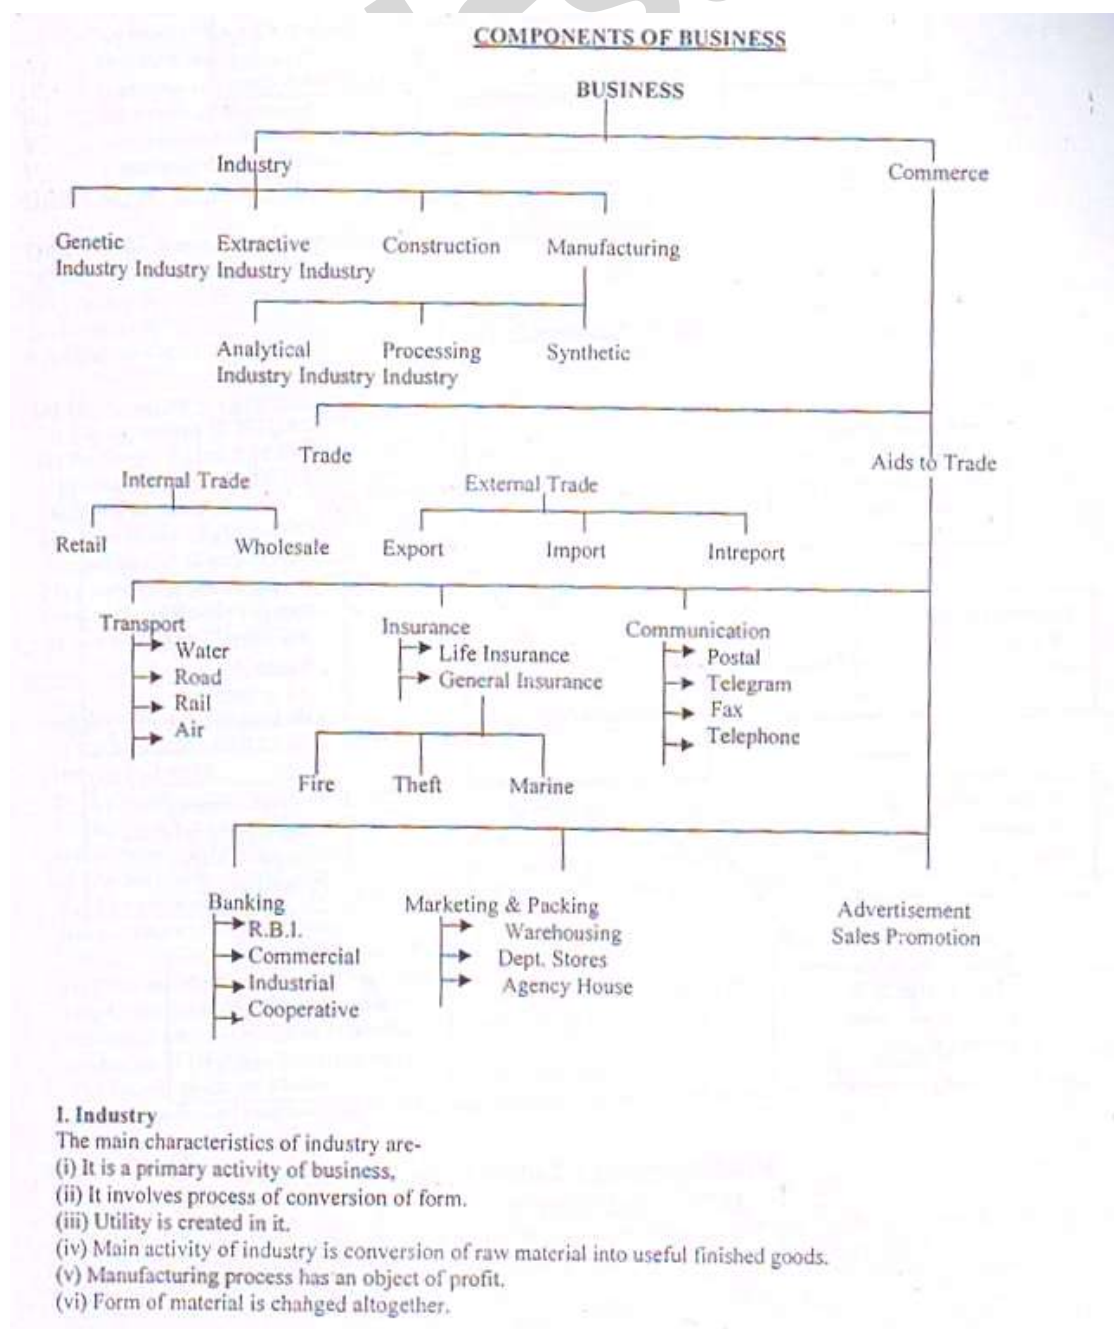 COMPONENTS OF BUSINESS
BUSINESS
Industry
Commerce
Genetic Extractive Construction Manufacturing
Industry Industry Industry Industry
Analytical Processing Synthetic
Industry Industry Industry
Trade
Aids to Trade
Internal Trade External Trade
Retail Wholesale Export Import Intreport
Transport
Water
Road
Rail
Air
Insurance
Life Insurance
General Insurance
Fire Theft Marine
Communication
Postal
Telegram
Fax
Telephone
Banking
R.B.I.
Commercial
Industrial
Cooperative
Marketing & Packing
Warehousing
Dept. Stores
Agency House
Advertisement
Sales Promotion
I. Industry
The main characteristics of industry are-
(i) It is a primary activity of business,
(ii) It involves process of conversion of form.
(iii) Utility is created in it.
(iv) Main activity of industry is conversion of raw material into useful finished goods.
(v) Manufacturing process has an object of profit.
(vi) Form of material is chahged altogether.